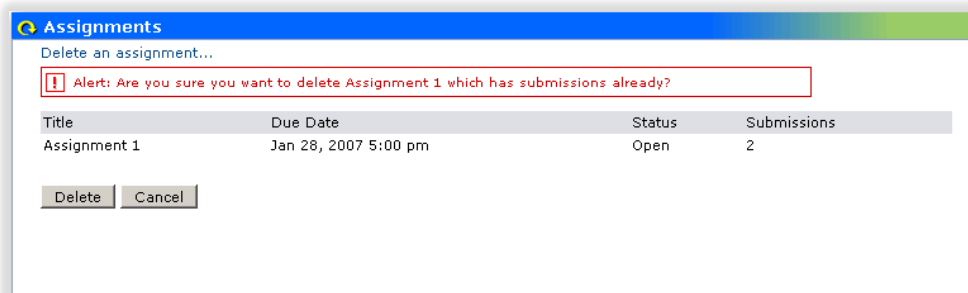 Assignments
Delete an assignment...
! Alert: Are you sure you want to delete Assignment 1 which has submissions already?
Title Due Date Status Submissions
Assignment 1 Jan 28, 2007 5:00 pm Open 2
Delete Cancel